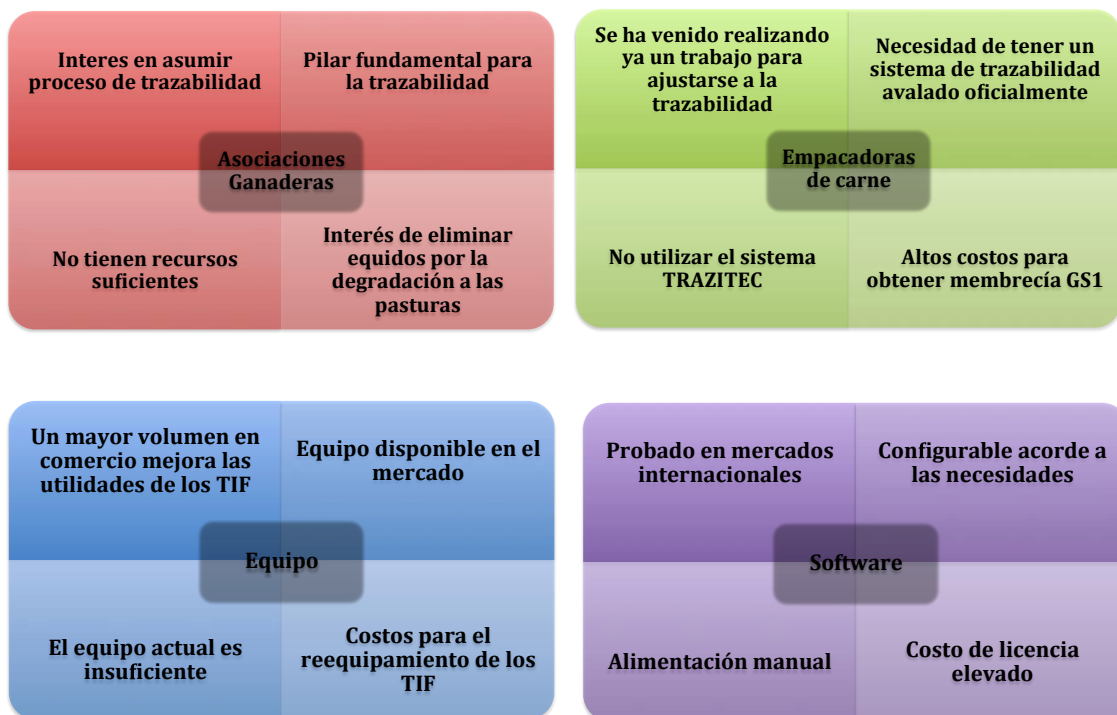 Interes en asumir
proceso de trazabilidad
Pilar fundamental para
la trazabilidad
Asociaciones
Ganaderas
No tienen recursos
suficientes
Interés de eliminar
equidos por la
degradación a las
pasturas
Se ha venido realizando
ya un trabajo para
ajustarse a la
trazabilidad
Necesidad de tener un
sistema de trazabilidad
avalado oficialmente
Empacadoras
de carne
No utilizar el sistema
TRAZITEC
Altos costos para
obtener membrecía GS1
Un mayor volumen en
comercio mejora las
utilidades de los TIF
Equipo disponible en el
mercado
Equipo
El equipo actual es
insuficiente
Costos para el
reequipamiento de los
TIF
Probado en mercados
internacionales
Configurable acorde a
las necesidades
Software
Alimentación manual
Costo de licencia
elevado